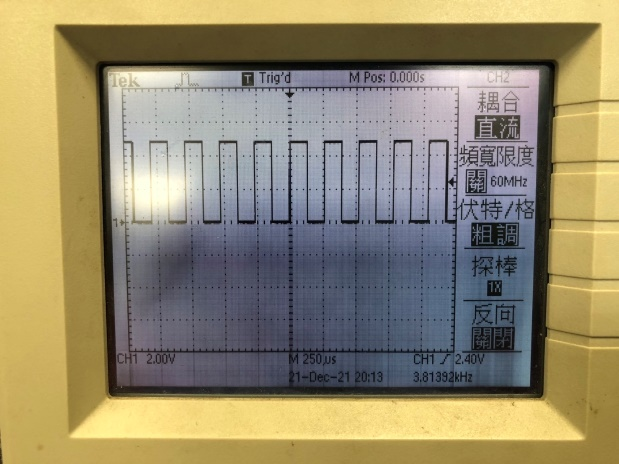 Tek
T Trig'd
M Pos: 0.000s
CH2
耦合
直流
頻寬限度
關 60MHz
伏特/格
粗調
探棒
1X
反向
關閉
1
CH1 2.00V
M 250µs
CH1 2.40V
21-Dec-21 20:13
3.81392kHz